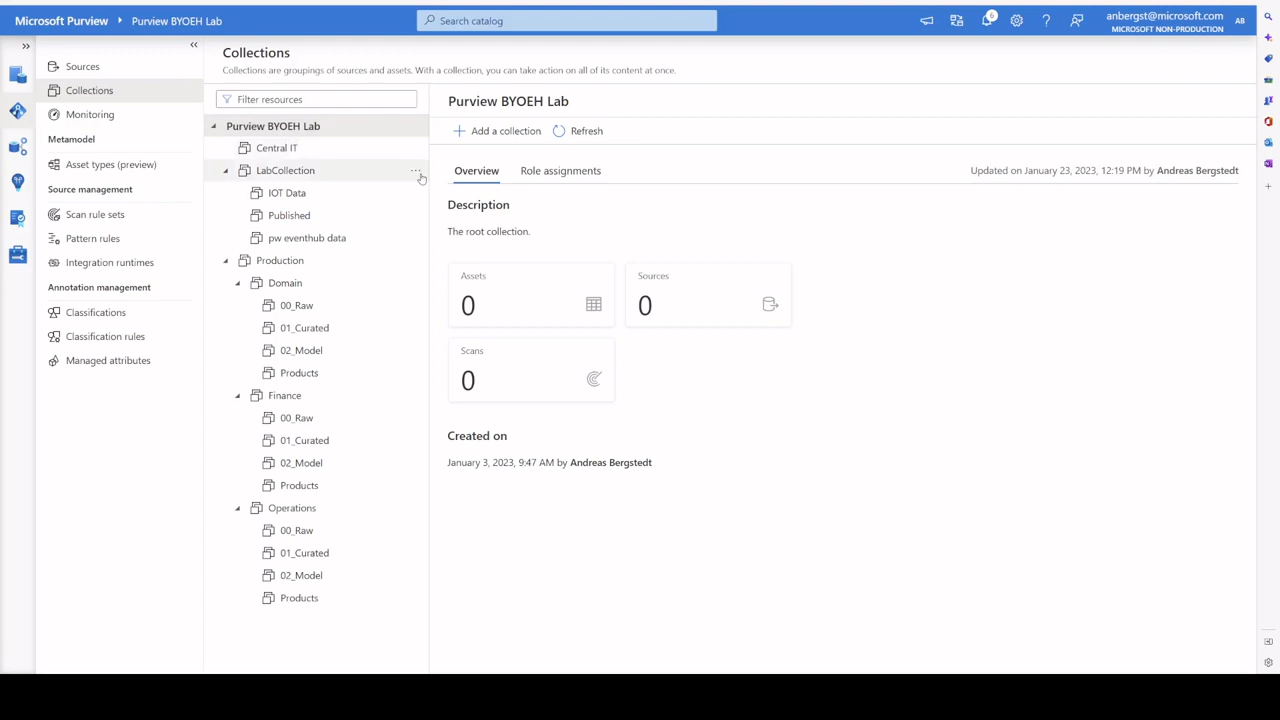 Microsoft Purview
Purview BYOEH Lab
Search catalog
6
anbergst@microsoft.com
MICROSOFT NON-PRODUCTION
AB
Sources
Collections
Monitoring
Metamodel
Asset types (preview)
Source management
Scan rule sets
Pattern rules
Integration runtimes
Annotation management
Classifications
Classification rules
Managed attributes
Collections
Collections are groupings of sources and assets. With a collection, you can take action on all of its content at once.
Filter resources
Purview BYOEH Lab
Central IT
LabCollection
IOT Data
Published
pw eventhub data
Production
Domain
00_Raw
01_Curated
02_Model
Products
Finance
00_Raw
01_Curated
02_Model
Products
Operations
00_Raw
01_Curated
02_Model
Products
Purview BYOEH Lab
Add a collection
Refresh
Overview
Role assignments
Updated on January 23, 2023, 12:19 PM by Andreas Bergstedt
Description
The root collection.
Assets
0
Sources
0
Scans
0
Created on
January 3, 2023, 9:47 AM by Andreas Bergstedt